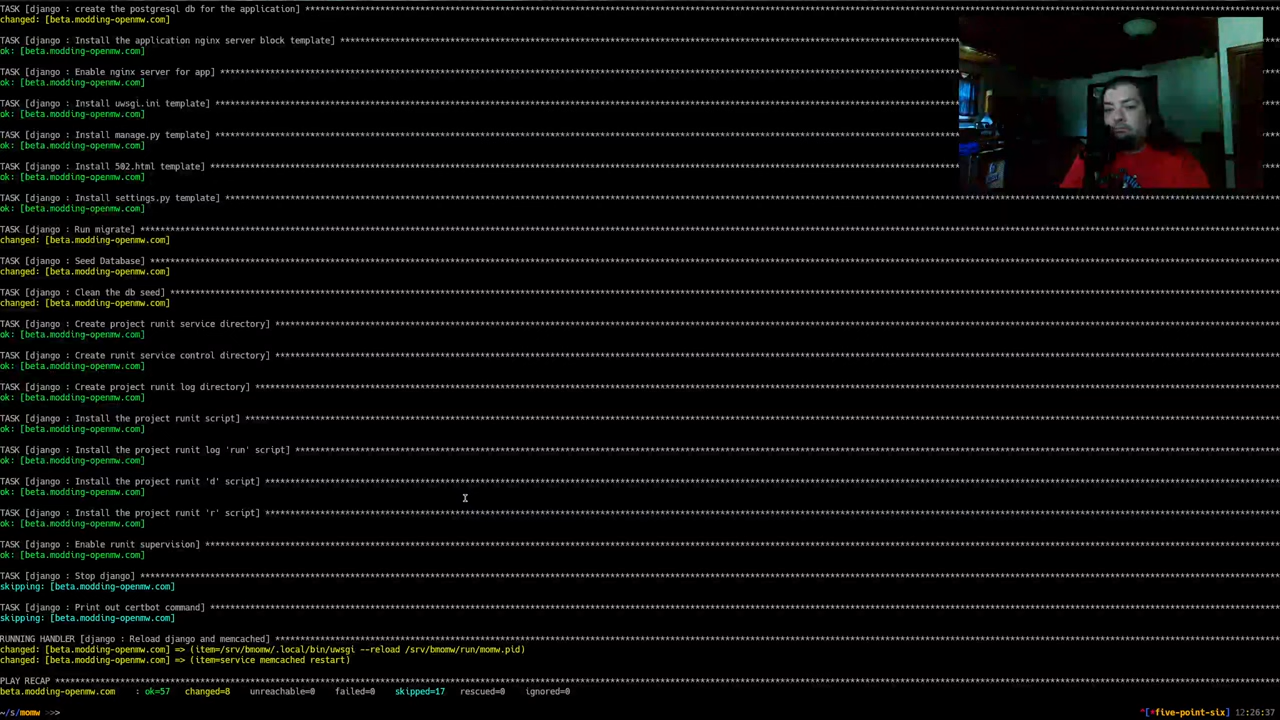 TASK [django : create the postgresql db for the application] ****************************************
changed: [beta.modding-openmw.com]
TASK [django : Install the application nginx server block template] ****************************************
ok: [beta.modding-openmw.com]
TASK [django : Enable nginx server for app] ****************************************
ok: [beta.modding-openmw.com]
TASK [django : Install uwsgi.ini template] ****************************************
ok: [beta.modding-openmw.com]
TASK [django : Install manage.py template] ****************************************
ok: [beta.modding-openmw.com]
TASK [django : Install 502.html template] ****************************************
ok: [beta.modding-openmw.com]
TASK [django : Install settings.py template] ****************************************
ok: [beta.modding-openmw.com]
TASK [django : Run migrate] ****************************************
changed: [beta.modding-openmw.com]
TASK [django : Seed Database] ****************************************
changed: [beta.modding-openmw.com]
TASK [django : Clean the db seed] ****************************************
changed: [beta.modding-openmw.com]
TASK [django : Create project runit service directory] ****************************************
ok: [beta.modding-openmw.com]
TASK [django : Create runit service control directory] ****************************************
ok: [beta.modding-openmw.com]
TASK [django : Create project runit log directory] ****************************************
ok: [beta.modding-openmw.com]
TASK [django : Install the project runit script] ****************************************
ok: [beta.modding-openmw.com]
TASK [django : Install the project runit log 'run' script] ****************************************
ok: [beta.modding-openmw.com]
TASK [django : Install the project runit 'd' script] ****************************************
ok: [beta.modding-openmw.com]
TASK [django : Install the project runit 'r' script] ****************************************
ok: [beta.modding-openmw.com]
TASK [django : Enable runit supervision] ****************************************
ok: [beta.modding-openmw.com]
TASK [django : Stop django] ****************************************
skipping: [beta.modding-openmw.com]
TASK [django : Print out certbot command] ****************************************
skipping: [beta.modding-openmw.com]
RUNNING HANDLER [django : Reload django and memcached] ****************************************
changed: [beta.modding-openmw.com] => (item=/srv/bmomw/.local/bin/uwsgi --reload /srv/bmomw/run/momw.pid)
changed: [beta.modding-openmw.com] => (item=service memcached restart)
PLAY RECAP ****************************************
beta.modding-openmw.com : ok=57 changed=8 unreachable=0 failed=0 skipped=17 rescued=0 ignored=0
~/s/momw >>> *[*five-point-six] 12:26:37